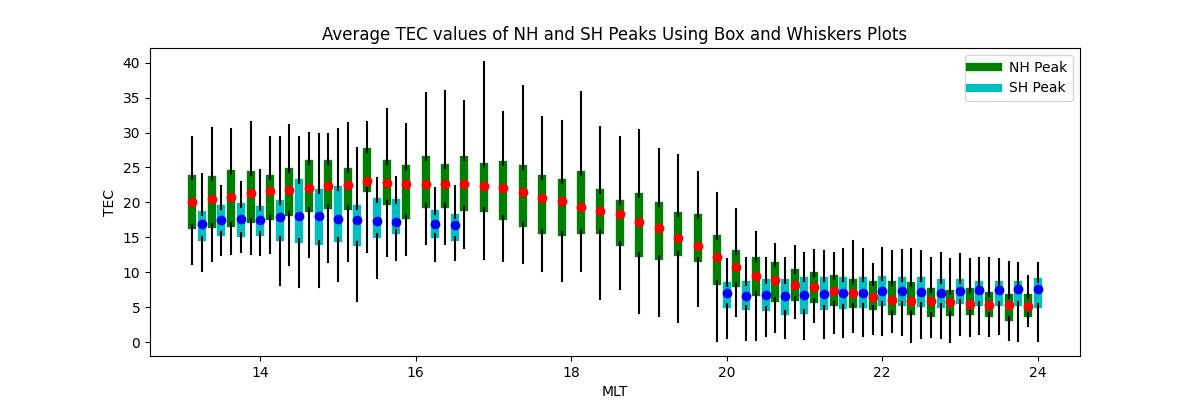 Average TEC values of NH and SH Peaks Using Box and Whiskers Plots
NH Peak
SH Peak
TEC
40
35
30
25
20
15
10
5
0
14 16 18 20 22 24
MLT